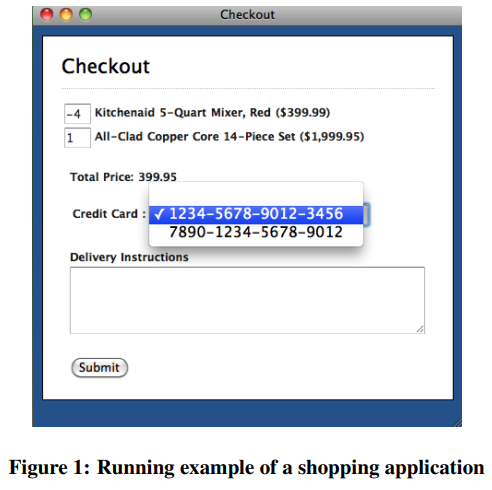 Checkout
Checkout
-4 Kitchenaid 5-Quart Mixer, Red ($399.99)
1 All-Clad Copper Core 14-Piece Set ($1,999.95)
Total Price: 399.95
Credit Card : ✓ 1234-5678-9012-3456
7890-1234-5678-9012
Delivery Instructions
Submit
Figure 1: Running example of a shopping application